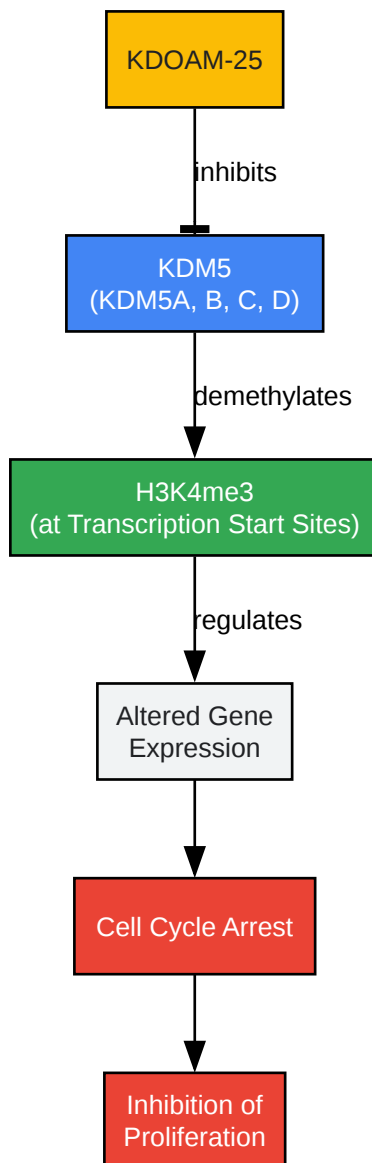 KDOAM-25
inhibits
KDM5
(KDM5A, B, C, D)
demethylates
H3K4me3
(at Transcription Start Sites)
regulates
Altered Gene
Expression
Cell Cycle Arrest
Inhibition of
Proliferation